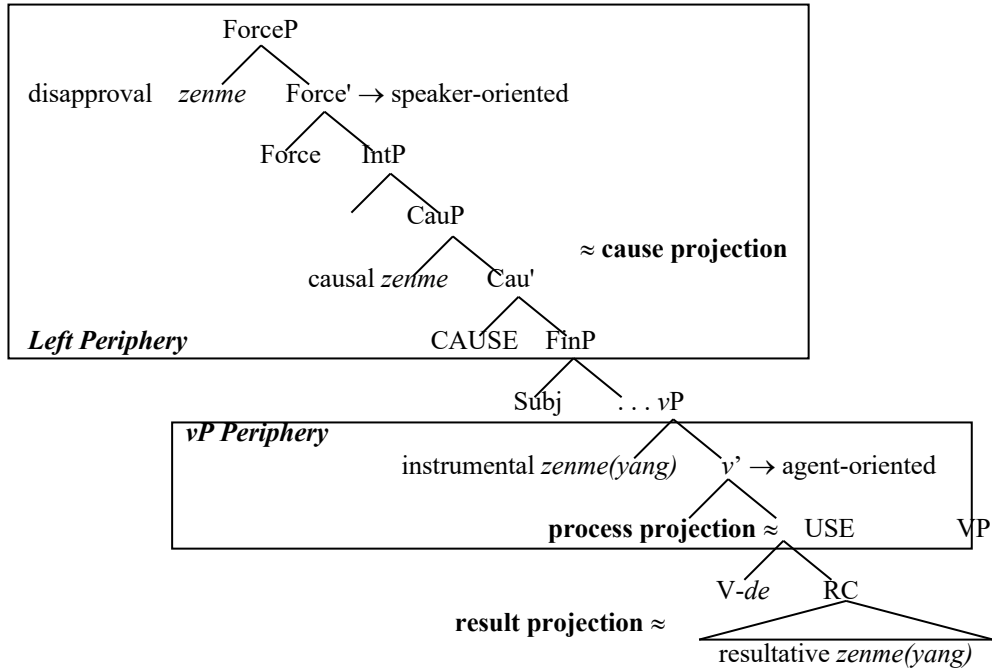 ForceP
disapproval zenme Force' → speaker-oriented
Force IntP
CauP
≈ cause projection
causal zenme Cau'
Left Periphery CAUSE FinP
Subj . . . vP
vP Periphery
instrumental zenme(yang) v’ → agent-oriented
process projection ≈ USE VP
V-de RC
result projection ≈
resultative zenme(yang)